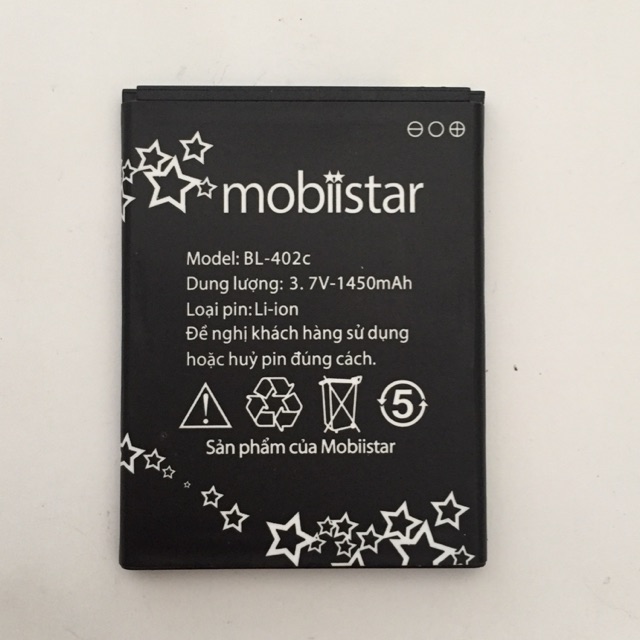 mobiistar
Model: BL-402c
Dung lượng: 3. 7V-1450mAh
Loại pin: Li-ion
Đề nghị khách hàng sử dụng
hoặc huỷ pin đúng cách.
5
Sản phẩm của Mobiistar